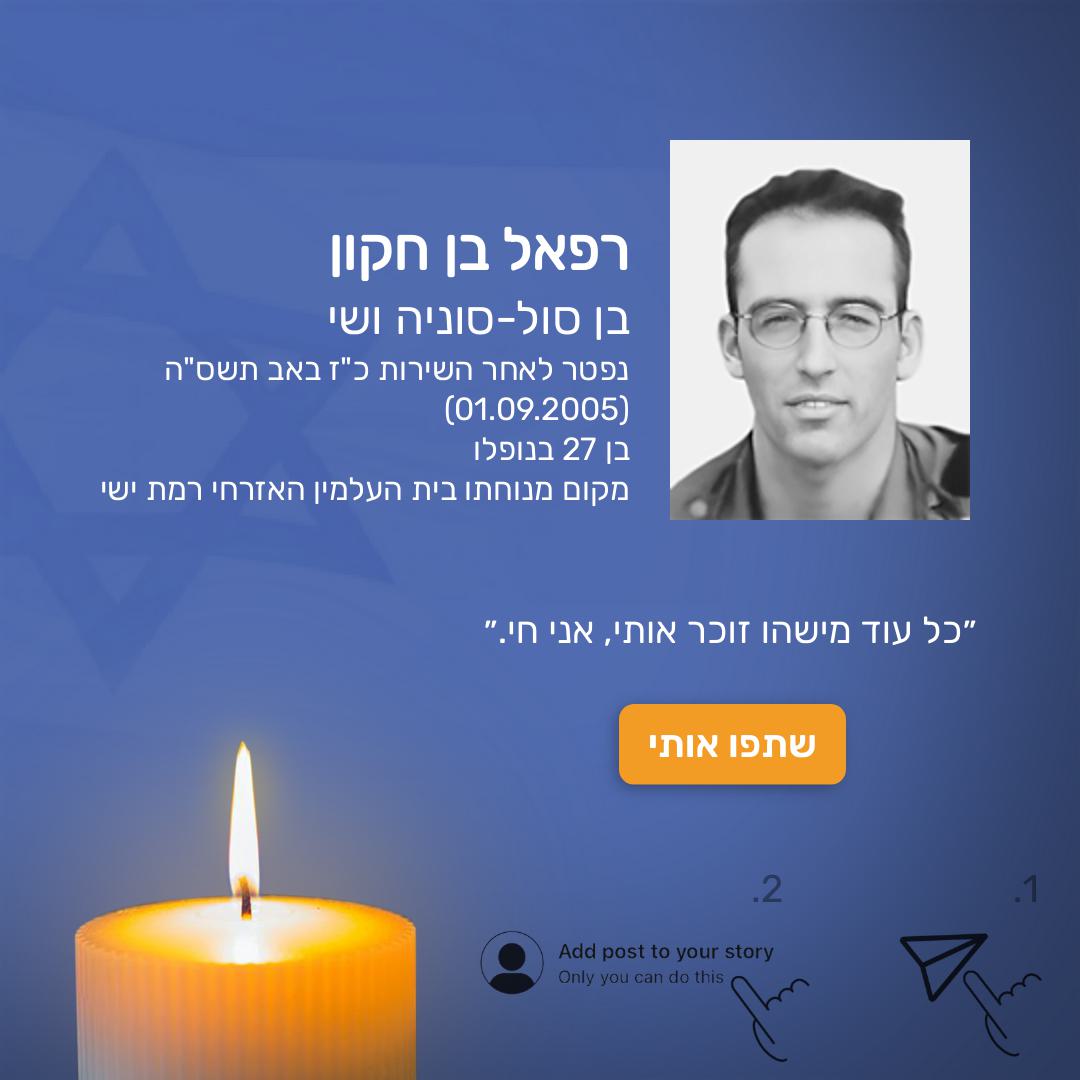 רפאל בן חקון
בן סול-סוניה ושי
נפטר לאחר השירות כ"ז באב תשס"ה
(01.09.2005)
בן 27 בנופלו
מקום מנוחתו בית העלמין האזרחי רמת ישי
״כל עוד מישהו זוכר אותי, אני חי.״
שתפו אותי
1.
2.
Add post to your story
Only you can do this